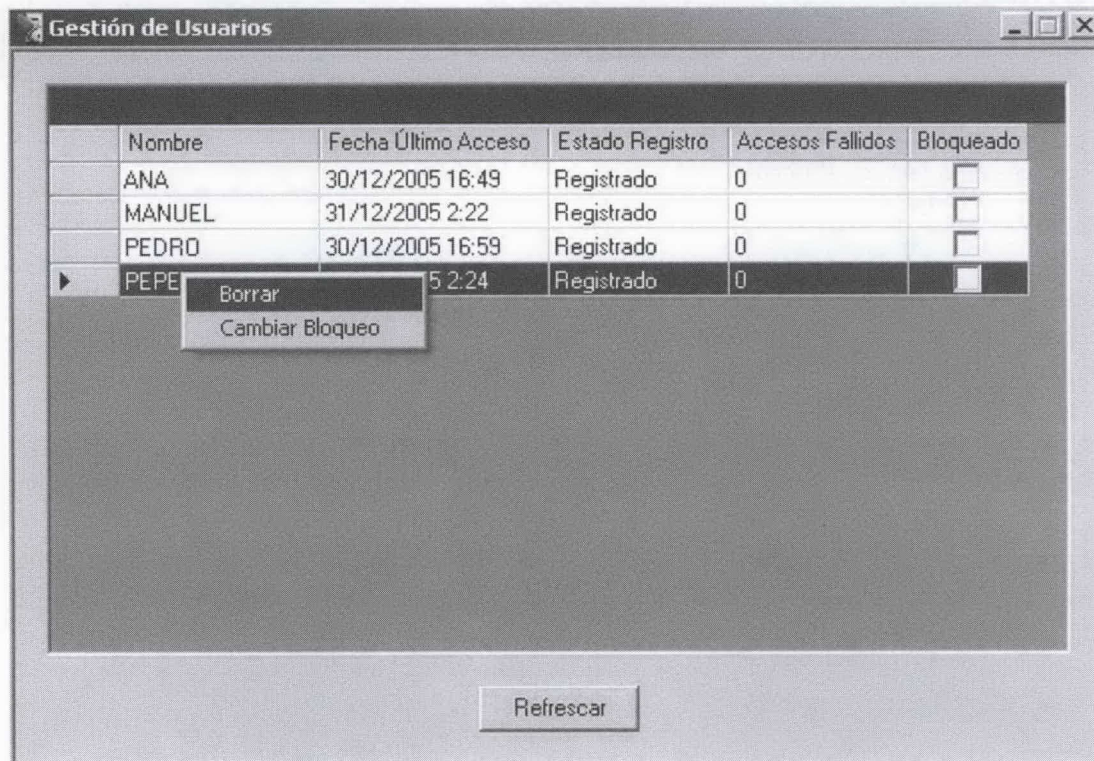 Gestión de Usuarios
Nombre Fecha Último Acceso Estado Registro Accesos Fallidos Bloqueado
ANA 30/12/2005 16:49 Registrado 0
MANUEL 31/12/2005 2:22 Registrado 0
PEDRO 30/12/2005 16:59 Registrado 0
PEPE 5 2:24 Registrado 0
Borrar
Cambiar Bloqueo
Refrescar